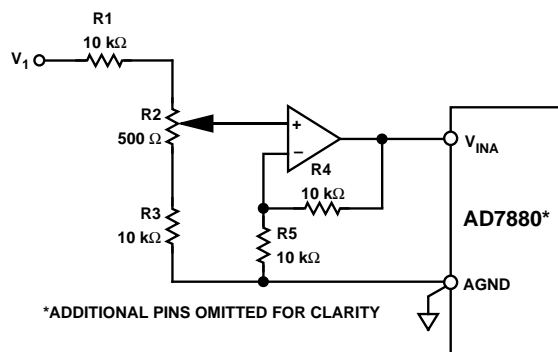 R1
10 kΩ
V1
R2
500 Ω
+
−
R4
10 kΩ
VINA
R3
10 kΩ
R5
10 kΩ
AD7880*
AGND
*ADDITIONAL PINS OMITTED FOR CLARITY